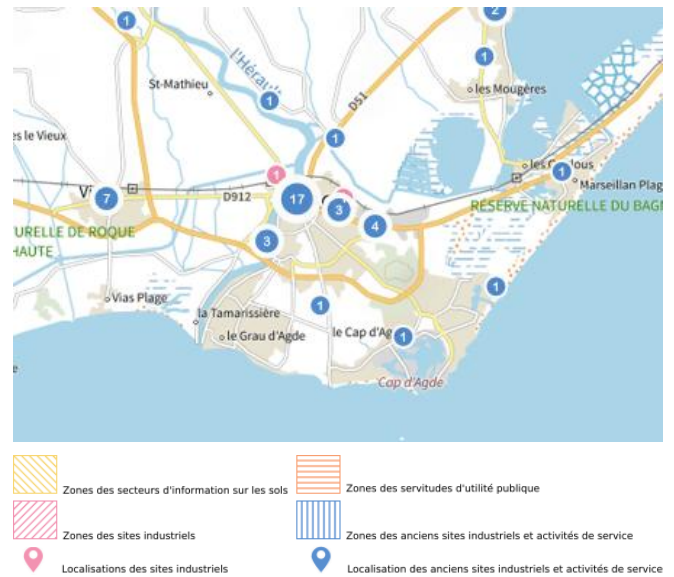 2
1
1
l'Hérault
St-Mathieu
les Mougères
1
D51
1
es le Vieux
1
1
Marseillan Plag
7
D912
17
3
RÉSERVE NATURELLE DU BAGN
4
URELLE DE ROQUE
3
HAUTE
1
Vias Plage
1
la Tamarissière
le Grau d'Agde
le Cap d'Ag
1
e
Cap d'Agde
Zones des secteurs d'information sur les sols
Zones des servitudes d'utilité publique
Zones des sites industriels
Zones des anciens sites industriels et activités de service
Localisations des sites industriels
Localisation des anciens sites industriels et activités de service